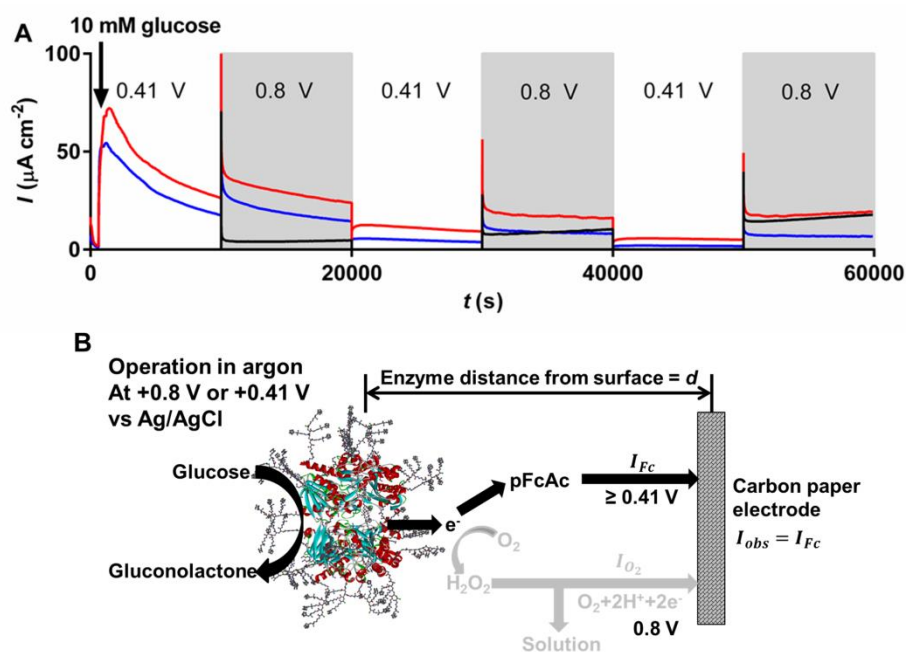 A
10 mM glucose
100
50
0
I (μA cm⁻²)
0.41 V
0.8 V
0.41 V
0.8 V
0.41 V
0.8 V
0
20000
40000
60000
t (s)
B
Operation in argon
At +0.8 V or +0.41 V
vs Ag/AgCl
Enzyme distance from surface = d
Glucose
Gluconolactone
e⁻
pFcAc
I_Fc
≥ 0.41 V
O₂
H₂O₂
I_O₂
O₂+2H⁺+2e⁻
0.8 V
Solution
Carbon paper
electrode
I_obs = I_Fc